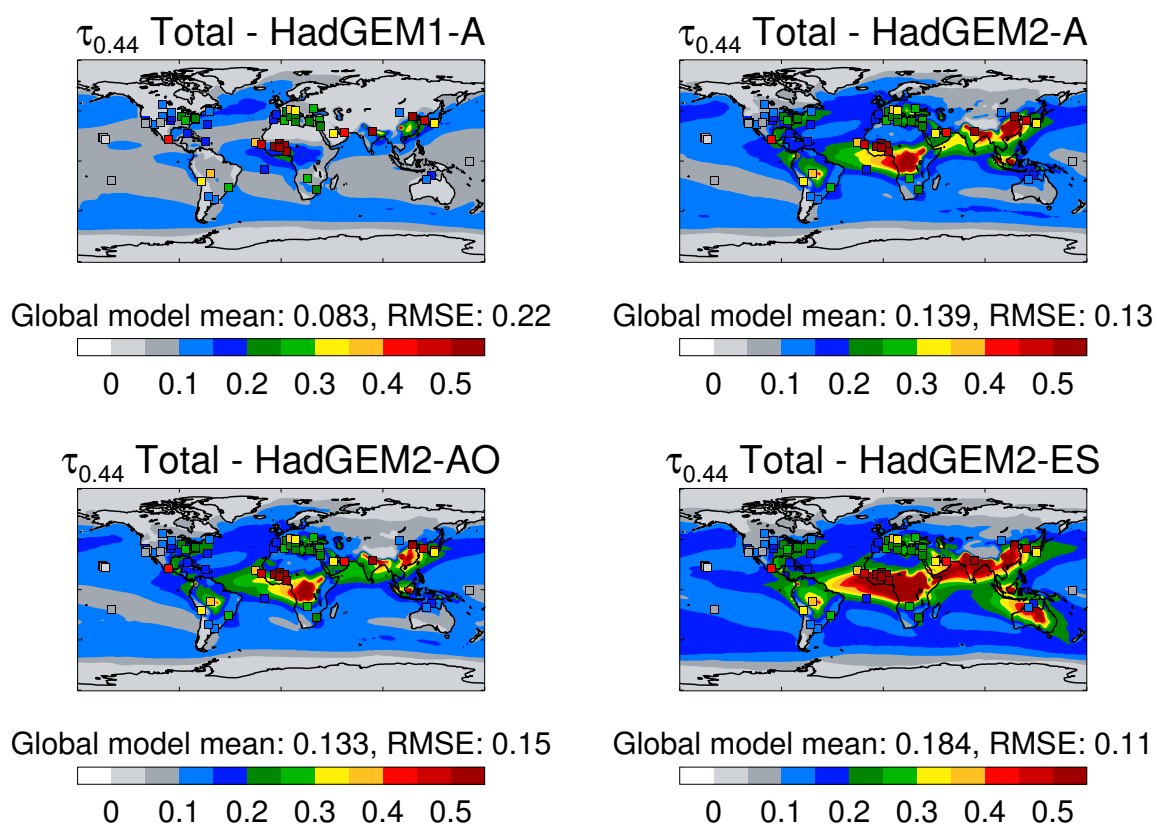 τ0.44 Total - HadGEM1-A
Global model mean: 0.083, RMSE: 0.22
0 0.1 0.2 0.3 0.4 0.5
τ0.44 Total - HadGEM2-A
Global model mean: 0.139, RMSE: 0.13
0 0.1 0.2 0.3 0.4 0.5
τ0.44 Total - HadGEM2-AO
Global model mean: 0.133, RMSE: 0.15
0 0.1 0.2 0.3 0.4 0.5
τ0.44 Total - HadGEM2-ES
Global model mean: 0.184, RMSE: 0.11
0 0.1 0.2 0.3 0.4 0.5